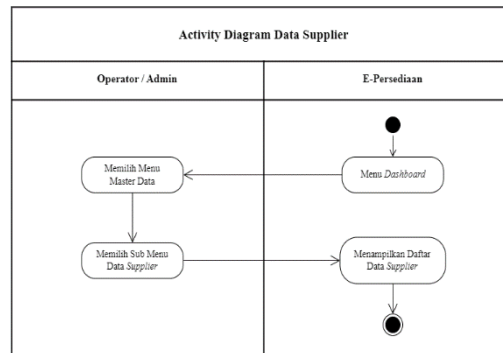 Activity Diagram Data Supplier
Operator / Admin
E-Persediaan
Memilih Menu
Master Data
Menu Dashboard
Memilih Sub Menu
Data Supplier
Menampilkan Daftar
Data Supplier